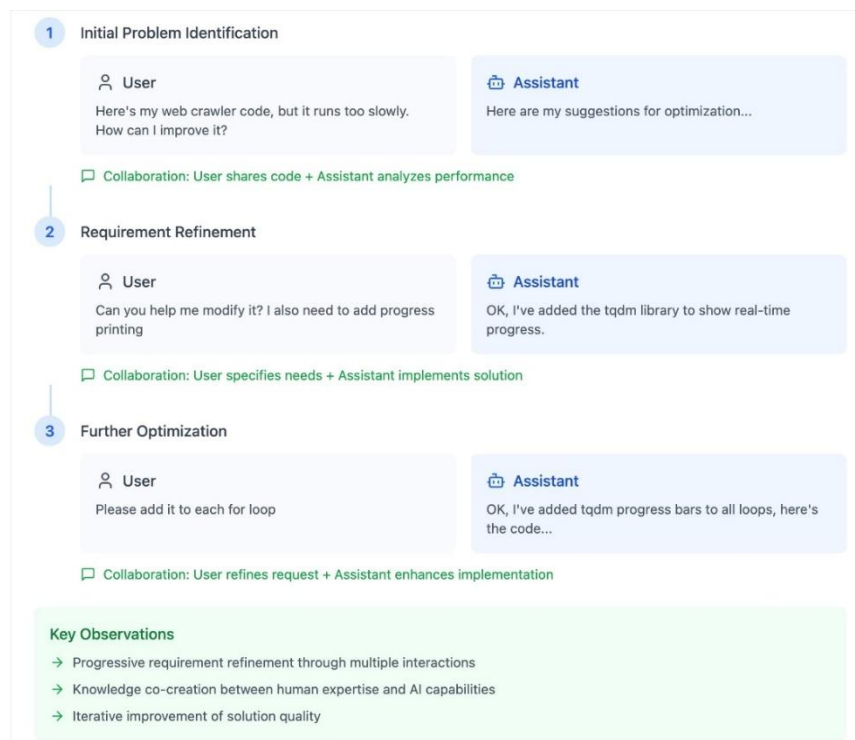 1 Initial Problem Identification
User
Here's my web crawler code, but it runs too slowly.
How can I improve it?
Assistant
Here are my suggestions for optimization...
Collaboration: User shares code + Assistant analyzes performance
2 Requirement Refinement
User
Can you help me modify it? I also need to add progress
printing
Assistant
OK, I've added the tqdm library to show real-time
progress.
Collaboration: User specifies needs + Assistant implements solution
3 Further Optimization
User
Please add it to each for loop
Assistant
OK, I've added tqdm progress bars to all loops, here's
the code...
Collaboration: User refines request + Assistant enhances implementation
Key Observations
→ Progressive requirement refinement through multiple interactions
→ Knowledge co-creation between human expertise and AI capabilities
→ Iterative improvement of solution quality